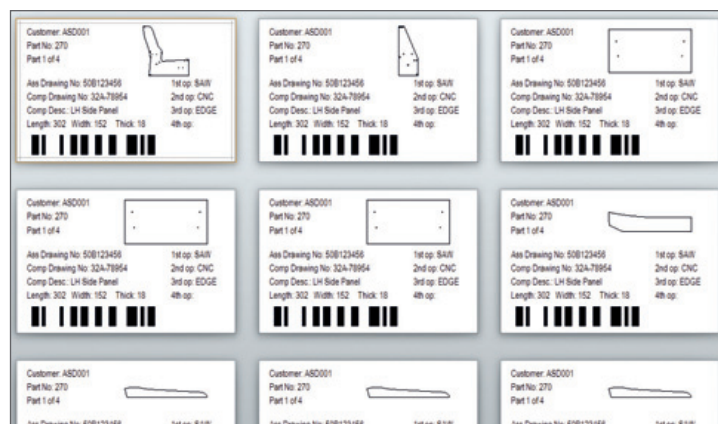 Customer: ASD001
Part No: 270
Part 1 of 4
Ass Drawing No: 50B123456 1st op: SAW
Comp Drawing No: 32A-78954 2nd op: CNC
Comp Desc.: LH Side Panel 3rd op: EDGE
Length: 302 Width: 152 Thick: 18 4th op:
Customer: ASD001
Part No: 270
Part 1 of 4
Ass Drawing No: 50B123456 1st op: SAW
Comp Drawing No: 32A-78954 2nd op: CNC
Comp Desc.: LH Side Panel 3rd op: EDGE
Length: 302 Width: 152 Thick: 18 4th op:
Customer: ASD001
Part No: 270
Part 1 of 4
Ass Drawing No: 50B123456 1st op: SAW
Comp Drawing No: 32A-78954 2nd op: CNC
Comp Desc.: LH Side Panel 3rd op: EDGE
Length: 302 Width: 152 Thick: 18 4th op:
Customer: ASD001
Part No: 270
Part 1 of 4
Ass Drawing No: 50B123456 1st op: SAW
Comp Drawing No: 32A-78954 2nd op: CNC
Comp Desc.: LH Side Panel 3rd op: EDGE
Length: 302 Width: 152 Thick: 18 4th op:
Customer: ASD001
Part No: 270
Part 1 of 4
Ass Drawing No: 50B123456 1st op: SAW
Comp Drawing No: 32A-78954 2nd op: CNC
Comp Desc.: LH Side Panel 3rd op: EDGE
Length: 302 Width: 152 Thick: 18 4th op:
Customer: ASD001
Part No: 270
Part 1 of 4
Ass Drawing No: 50B123456 1st op: SAW
Comp Drawing No: 32A-78954 2nd op: CNC
Comp Desc.: LH Side Panel 3rd op: EDGE
Length: 302 Width: 152 Thick: 18 4th op:
Customer: ASD001
Part No: 270
Part 1 of 4
Customer: ASD001
Part No: 270
Part 1 of 4
Customer: ASD001
Part No: 270
Part 1 of 4